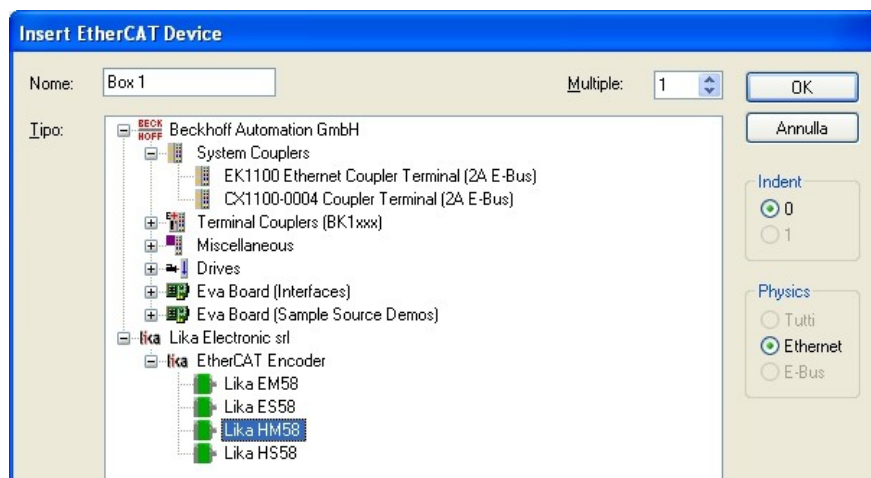 Insert EtherCAT Device
Nome: Box 1 Multiple: 1 OK
Tipo: BECKHOFF Beckhoff Automation GmbH Annulla
System Couplers
EK1100 Ethernet Coupler Terminal (2A E-Bus)
CX1100-0004 Coupler Terminal (2A E-Bus)
Terminal Couplers (BK1xxx)
Miscellaneous
Drives
Eva Board (Interfaces)
Eva Board (Sample Source Demos)
lika Lika Electronic srl
lika EtherCAT Encoder
Lika EM58
Lika ES58
Lika HM58
Lika HS58
Indent
0
1
Physics
Tutti
Ethernet
E-Bus